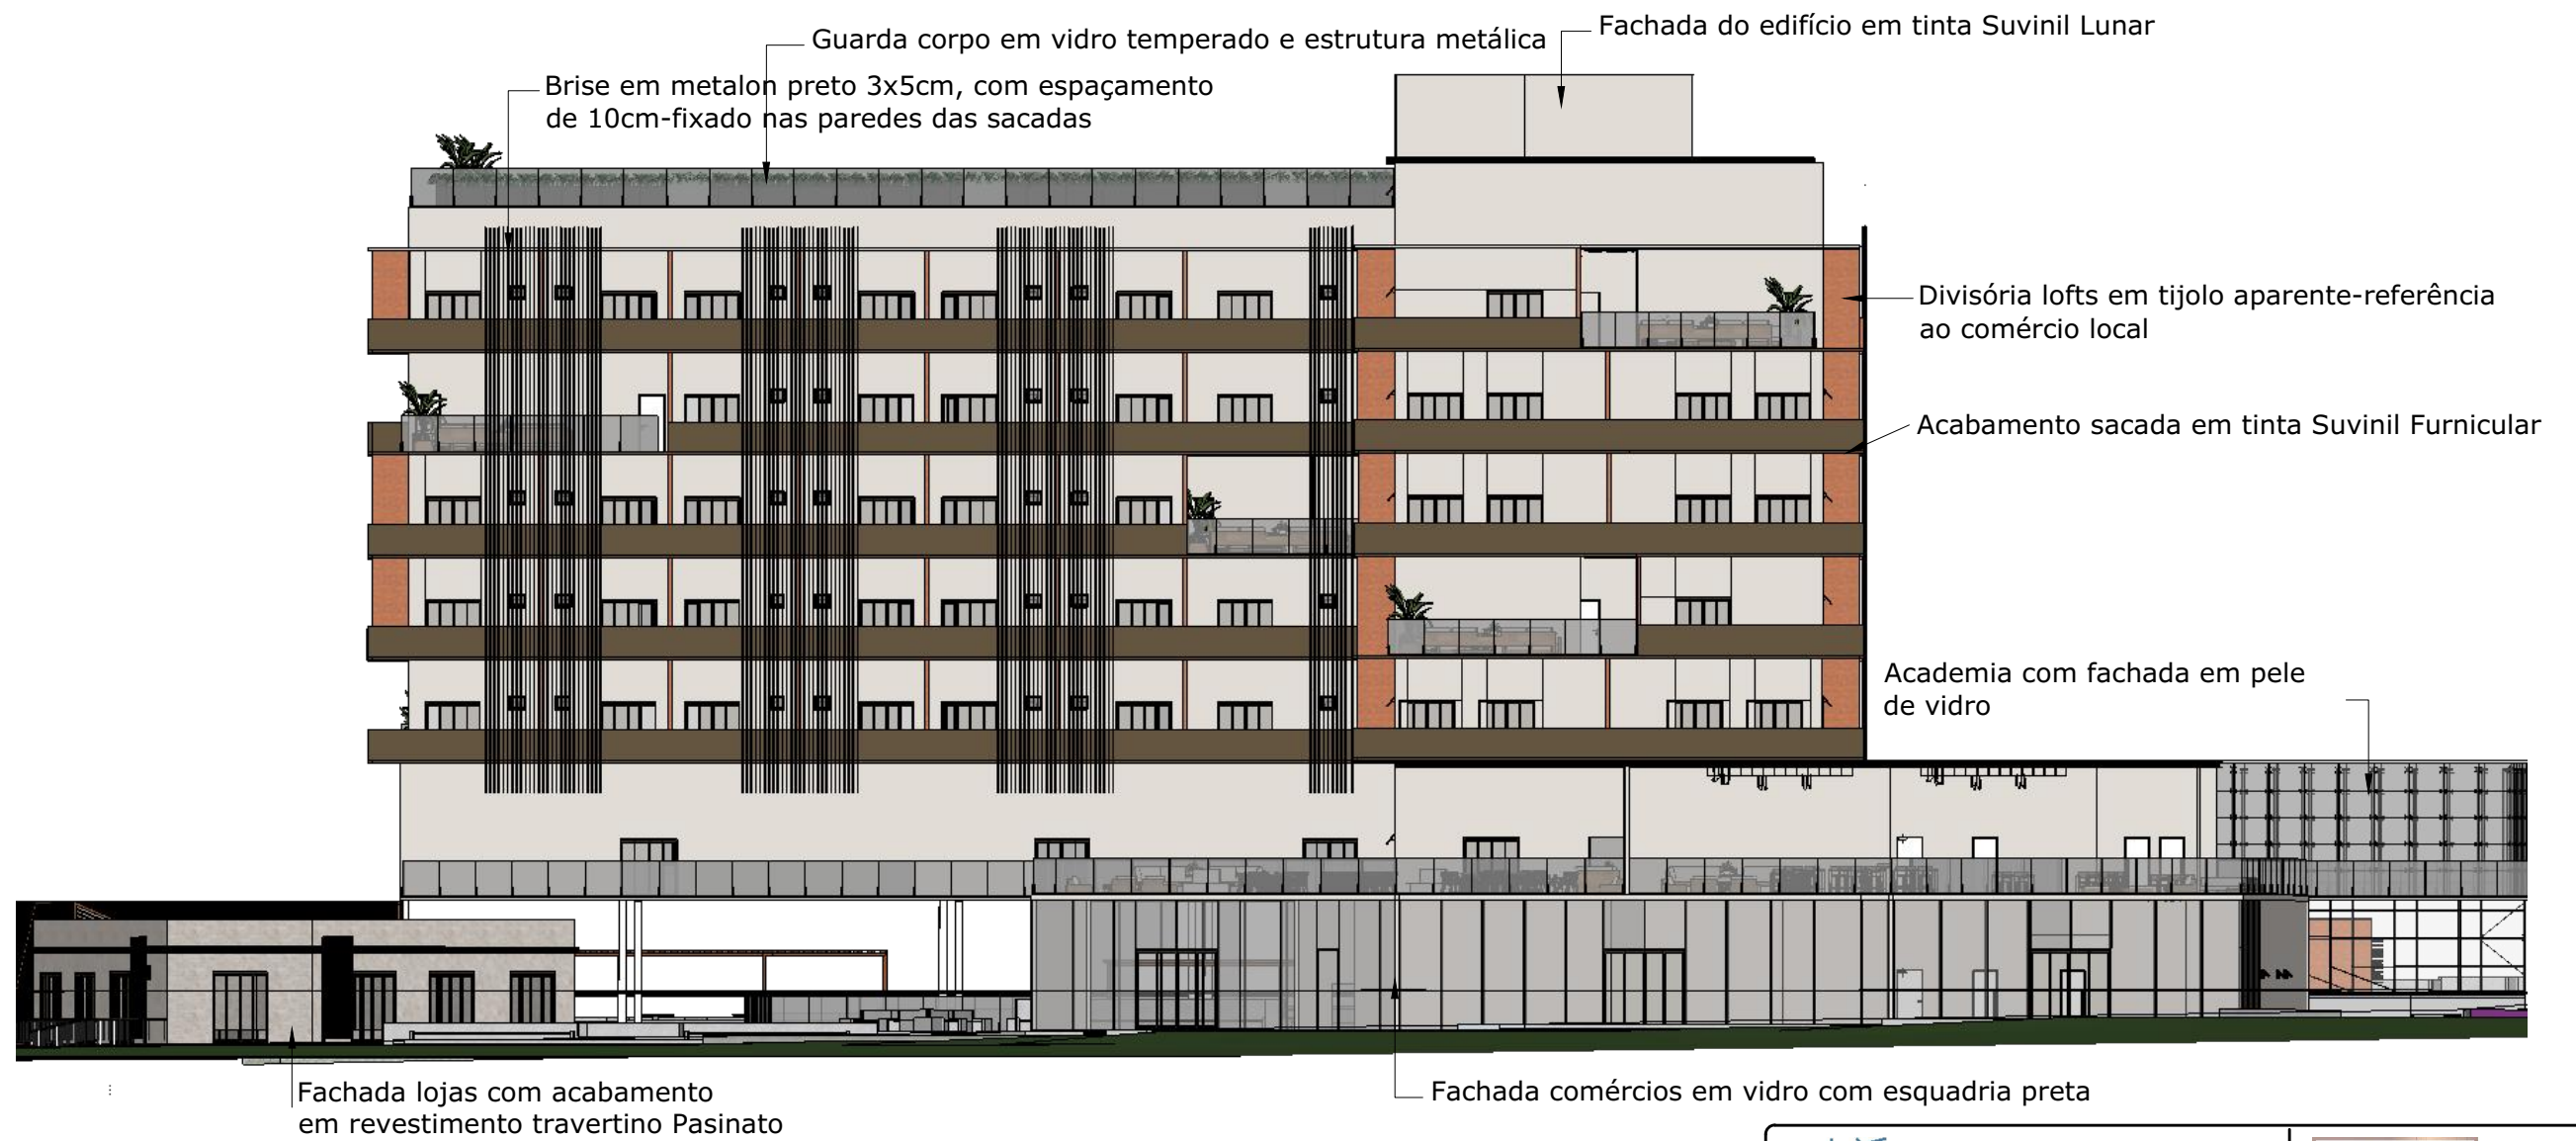 Guarda corpo em vidro temperado e estrutura metálica
Fachada do edifício em tinta Suvinil Lunar
Brise em metalon preto 3x5cm, com espaçamento
de 10cm-fixado nas paredes das sacadas
Divisória lofts em tijolo aparente-referência
ao comércio local
Acabamento sacada em tinta Suvinil Furnicular
Academia com fachada em pele
de vidro
Fachada lojas com acabamento
em revestimento travertino Pasinato
Fachada comércios em vidro com esquadria preta